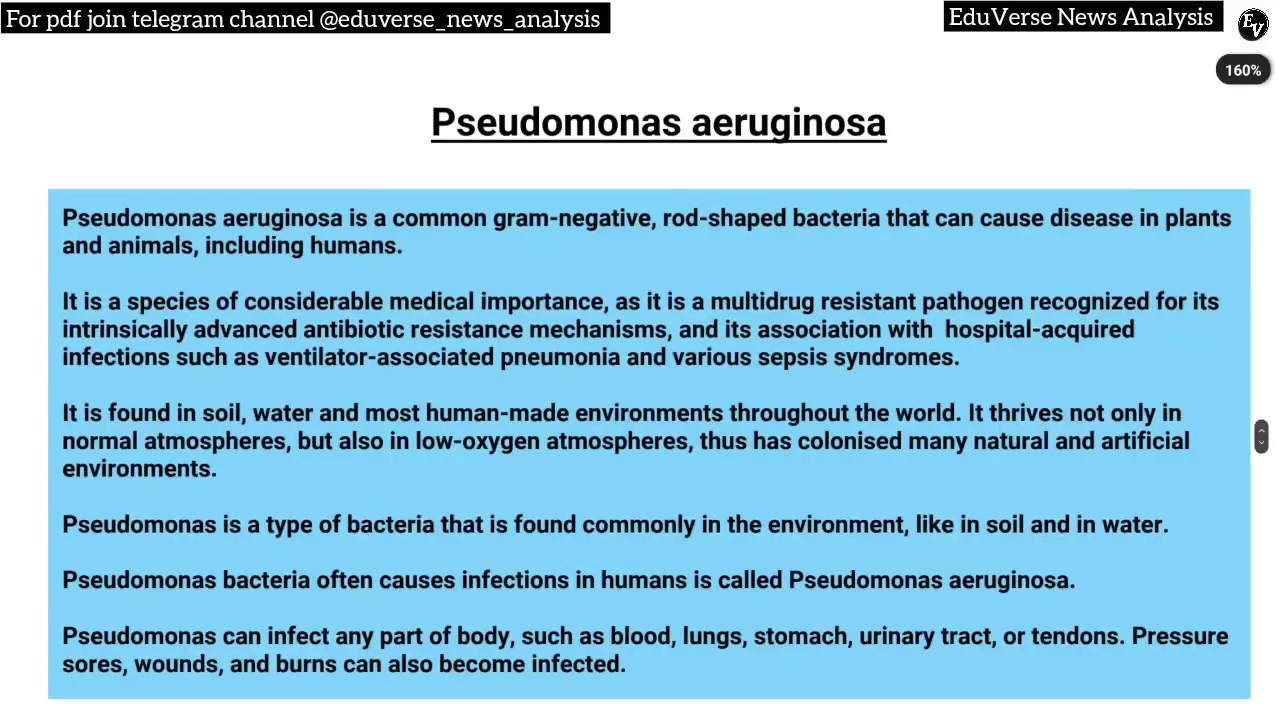 For pdf join telegram channel @eduverse_news_analysis
EduVerse News Analysis
EV
160%
Pseudomonas aeruginosa
Pseudomonas aeruginosa is a common gram-negative, rod-shaped bacteria that can cause disease in plants
and animals, including humans.
It is a species of considerable medical importance, as it is a multidrug resistant pathogen recognized for its
intrinsically advanced antibiotic resistance mechanisms, and its association with  hospital-acquired
infections such as ventilator-associated pneumonia and various sepsis syndromes.
It is found in soil, water and most human-made environments throughout the world. It thrives not only in
normal atmospheres, but also in low-oxygen atmospheres, thus has colonised many natural and artificial
environments.
Pseudomonas is a type of bacteria that is found commonly in the environment, like in soil and in water.
Pseudomonas bacteria often causes infections in humans is called Pseudomonas aeruginosa.
Pseudomonas can infect any part of body, such as blood, lungs, stomach, urinary tract, or tendons. Pressure
sores, wounds, and burns can also become infected.